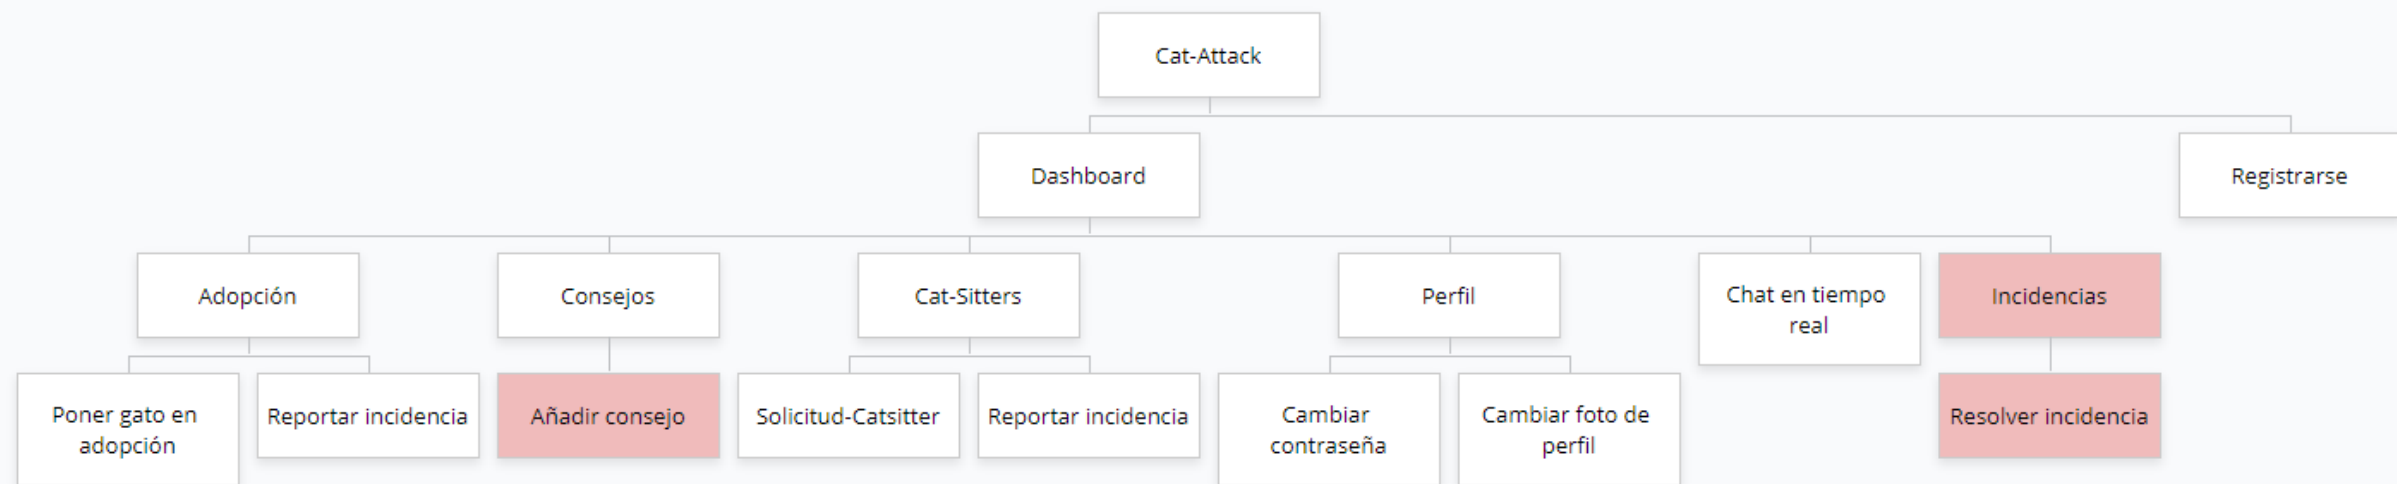 Cat-Attack
Dashboard
Registrarse
Adopción
Consejos
Cat-Sitters
Perfil
Chat en tiempo
real
Incidencias
Poner gato en
adopción
Reportar incidencia
Añadir consejo
Solicitud-Catsitter
Reportar incidencia
Cambiar
contraseña
Cambiar foto de
perfil
Resolver incidencia